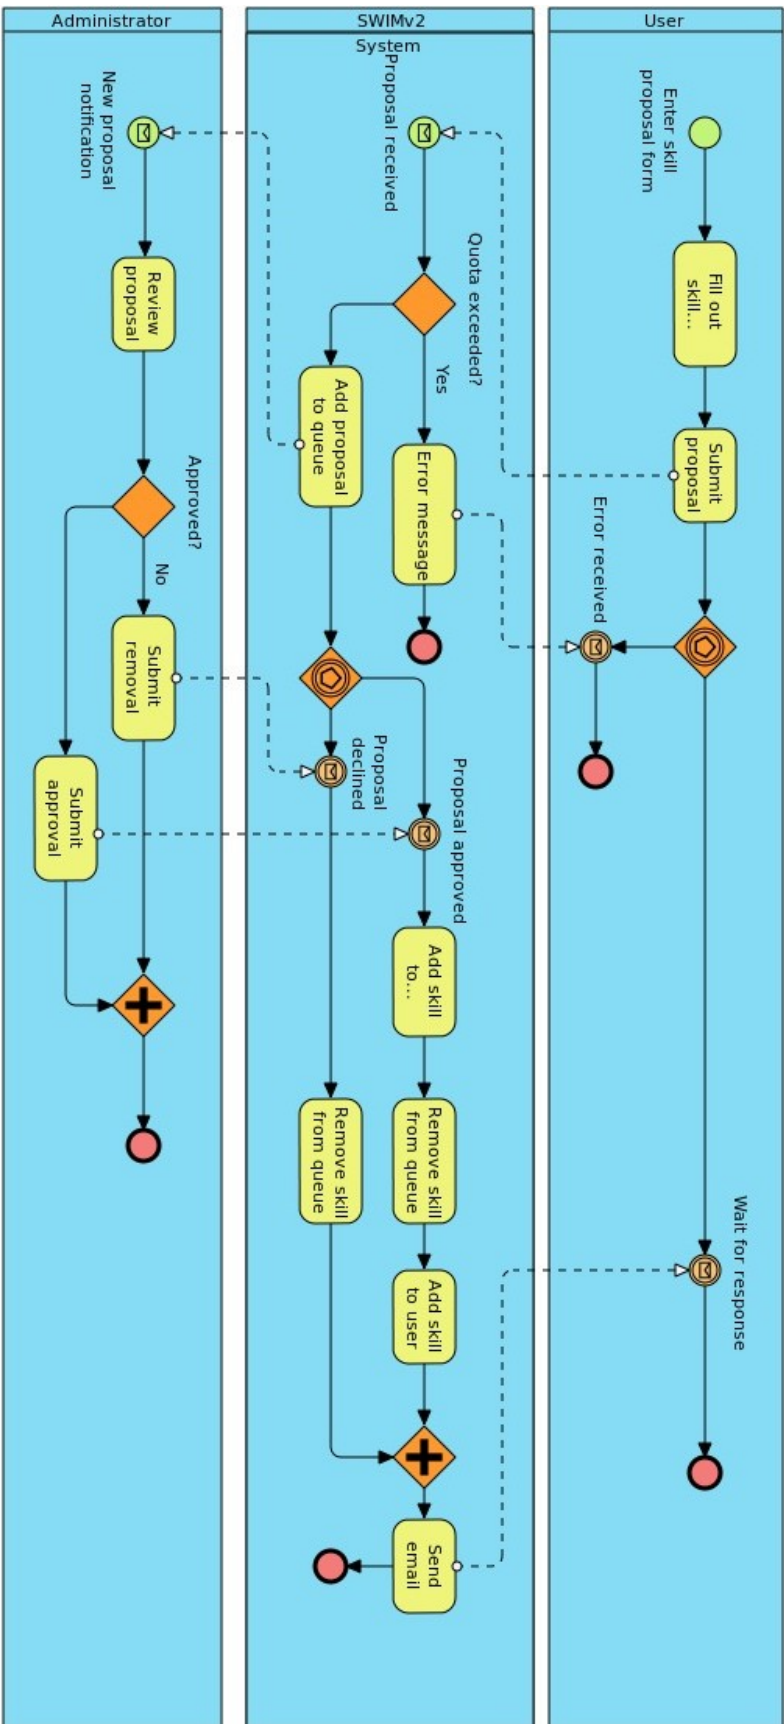 Administrator
SWIMv2
User
System
Enter skill
proposal form
Fill out
skill...
Submit
proposal
Error received
Wait for response
Proposal received
Quota exceeded?
Yes
Error message
Add proposal
to queue
Proposal
declined
Proposal approved
Add skill
to...
Remove skill
from queue
Add skill
to user
Remove skill
from queue
Send
email
New proposal
notification
Review
proposal
Approved?
No
Submit
removal
Submit
approval